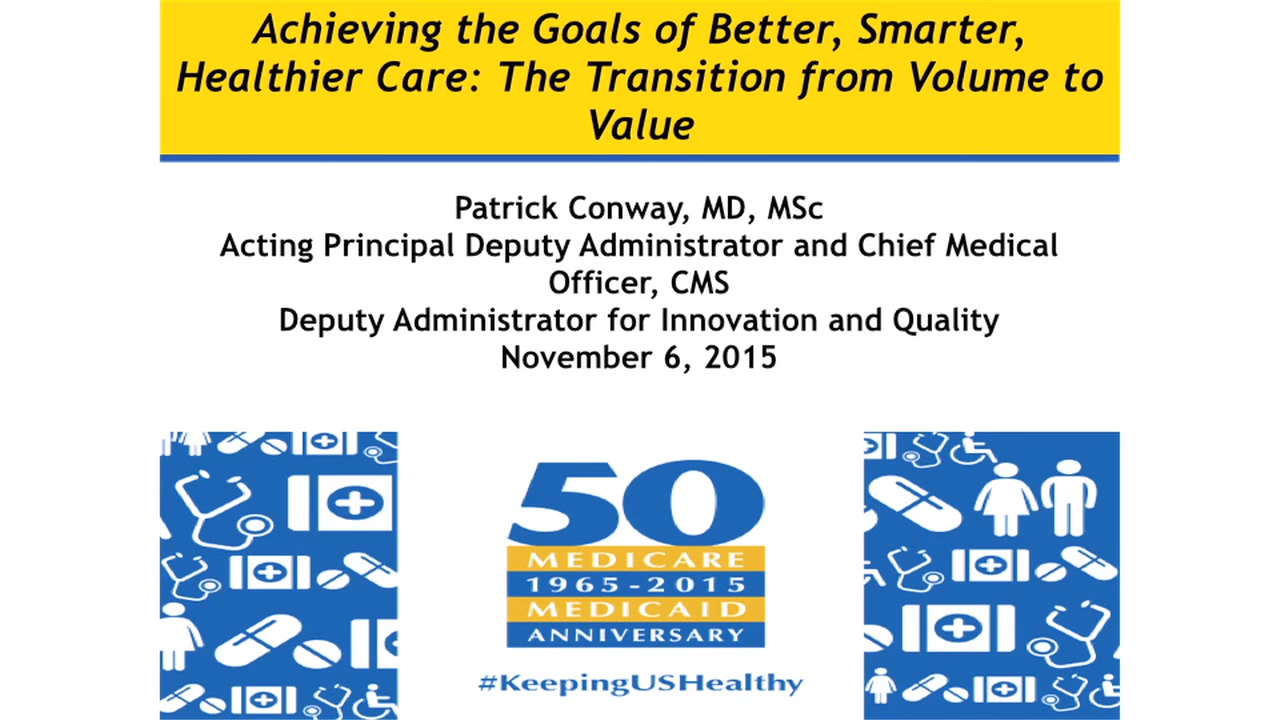 Achieving the Goals of Better, Smarter,
Healthier Care: The Transition from Volume to
Value
Patrick Conway, MD, MSc
Acting Principal Deputy Administrator and Chief Medical
Officer, CMS
Deputy Administrator for Innovation and Quality
November 6, 2015
50
MEDICARE
1965-2015
MEDICAID
ANNIVERSARY
#KeepingUSHealthy